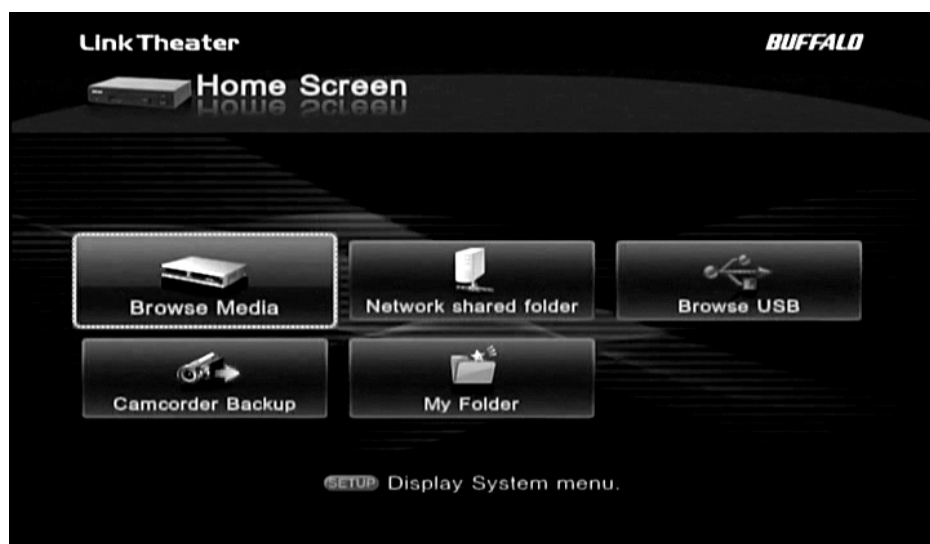 LinkTheater
BUFFALO
Home Screen
Browse Media
Network shared folder
Browse USB
Camcorder Backup
My Folder
SETUP Display System menu.